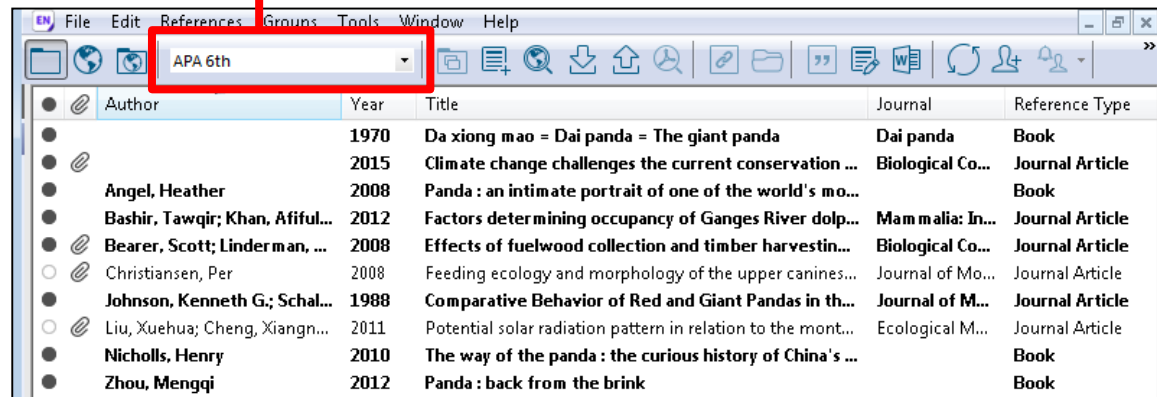 EN File Edit References Groups Tools Window Help
APA 6th
Author Year Title Journal Reference Type
1970 Da xiong mao = Dai panda = The giant panda Dai panda Book
2015 Climate change challenges the current conservation ... Biological Co... Journal Article
Angel, Heather 2008 Panda : an intimate portrait of one of the world's mo... Book
Bashir, Tawqir; Khan, Afiful... 2012 Factors determining occupancy of Ganges River dolp... Mammalia: In... Journal Article
Bearer, Scott; Linderman, ... 2008 Effects of fuelwood collection and timber harvestin... Biological Co... Journal Article
Christiansen, Per 2008 Feeding ecology and morphology of the upper canines... Journal of Mo... Journal Article
Johnson, Kenneth G.; Schal... 1988 Comparative Behavior of Red and Giant Pandas in th... Journal of M... Journal Article
Liu, Xuehua; Cheng, Xiangn... 2011 Potential solar radiation pattern in relation to the mont... Ecological M... Journal Article
Nicholls, Henry 2010 The way of the panda : the curious history of China's ... Book
Zhou, Mengqi 2012 Panda : back from the brink Book